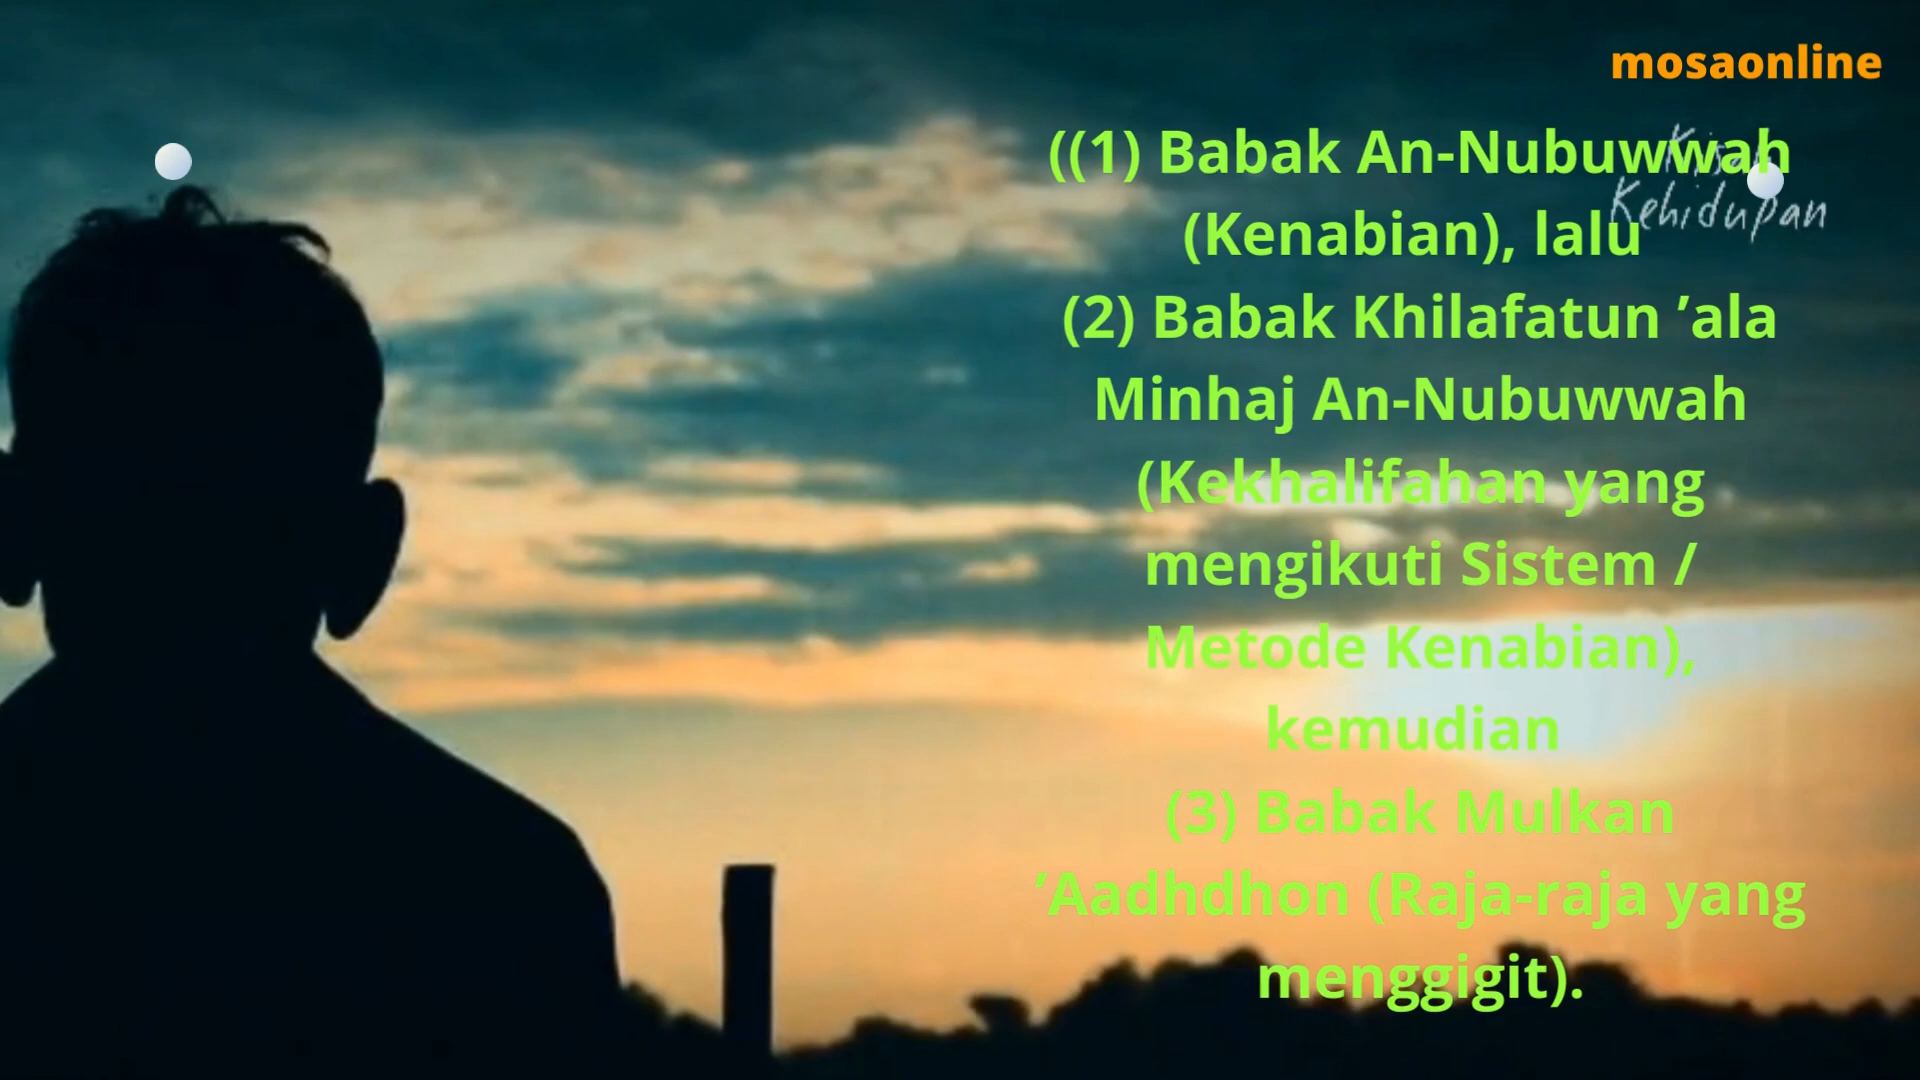 mosaonline
Kisah
Kehidupan
((1) Babak An-Nubuwwah
(Kenabian), lalu
(2) Babak Khilafatun ’ala
Minhaj An-Nubuwwah
(Kekhalifahan yang
mengikuti Sistem /
Metode Kenabian),
kemudian
(3) Babak Mulkan
’Aadhdhon (Raja-raja yang
menggigit).